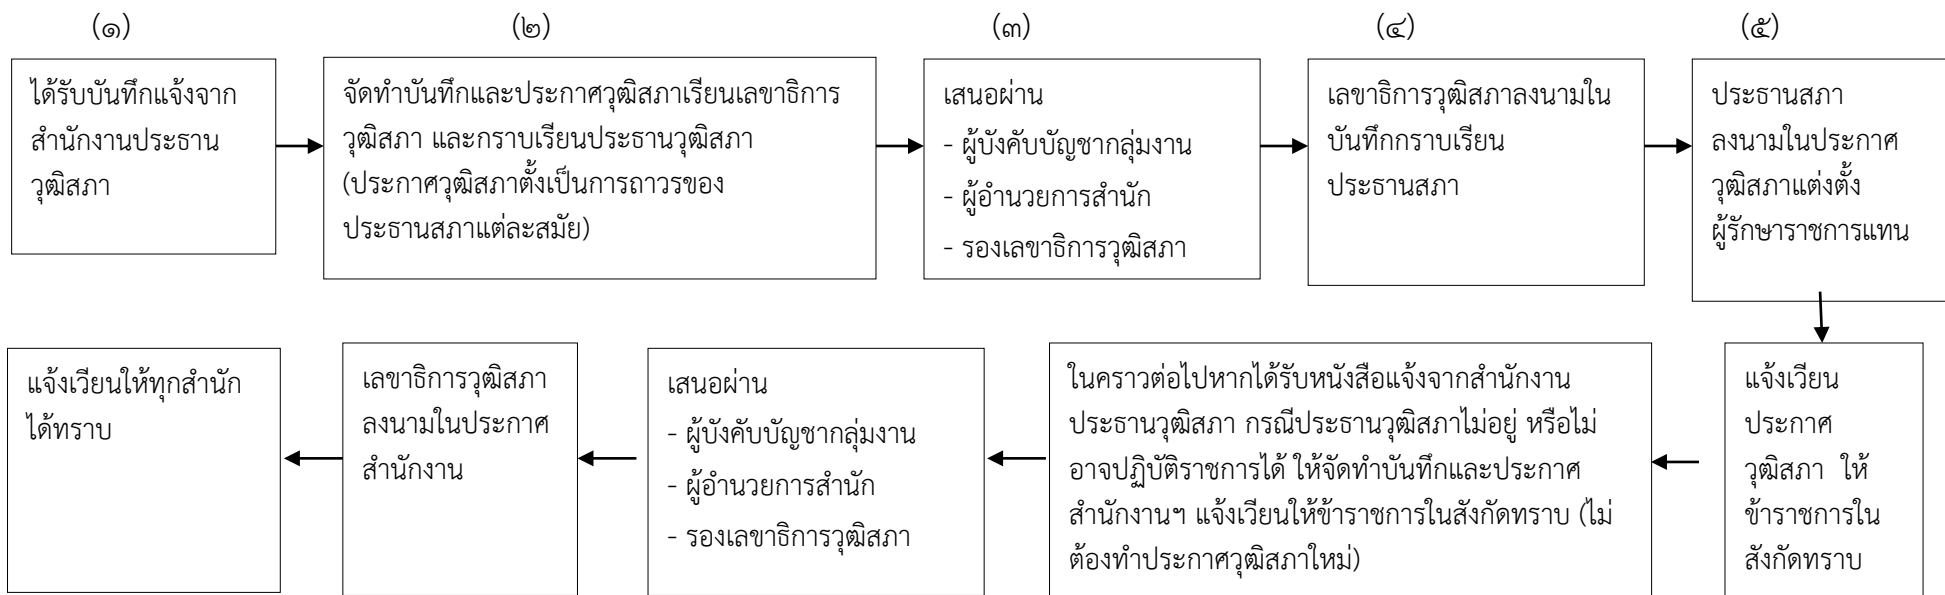 (๑)
(๒)
(๓)
(๔)
(๕)
ได้รับบันทึกแจ้งจาก
สำนักงานประธาน
วุฒิสภา
จัดทำบันทึกและประกาศวุฒิสภาเรียนเลขาธิการ
วุฒิสภา และกราบเรียนประธานวุฒิสภา
(ประกาศวุฒิสภาตั้งเป็นการถาวรของ
ประธานสภาแต่ละสมัย)
เสนอผ่าน
- ผู้บังคับบัญชากลุ่มงาน
- ผู้อำนวยการสำนัก
- รองเลขาธิการวุฒิสภา
เลขาธิการวุฒิสภาลงนามใน
บันทึกกราบเรียน
ประธานสภา
ประธานสภา
ลงนามในประกาศ
วุฒิสภาแต่งตั้ง
ผู้รักษาราชการแทน
แจ้งเวียน
ประกาศ
วุฒิสภา ให้
ข้าราชการใน
สังกัดทราบ
ในคราวต่อไปหากได้รับหนังสือแจ้งจากสำนักงาน
ประธานวุฒิสภา กรณีประธานวุฒิสภาไม่อยู่ หรือไม่
อาจปฏิบัติราชการได้ ให้จัดทำบันทึกและประกาศ
สำนักงานฯ แจ้งเวียนให้ข้าราชการในสังกัดทราบ (ไม่
ต้องทำประกาศวุฒิสภาใหม่)
เสนอผ่าน
- ผู้บังคับบัญชากลุ่มงาน
- ผู้อำนวยการสำนัก
- รองเลขาธิการวุฒิสภา
เลขาธิการวุฒิสภา
ลงนามในประกาศ
สำนักงาน
แจ้งเวียนให้ทุกสำนัก
ได้ทราบ